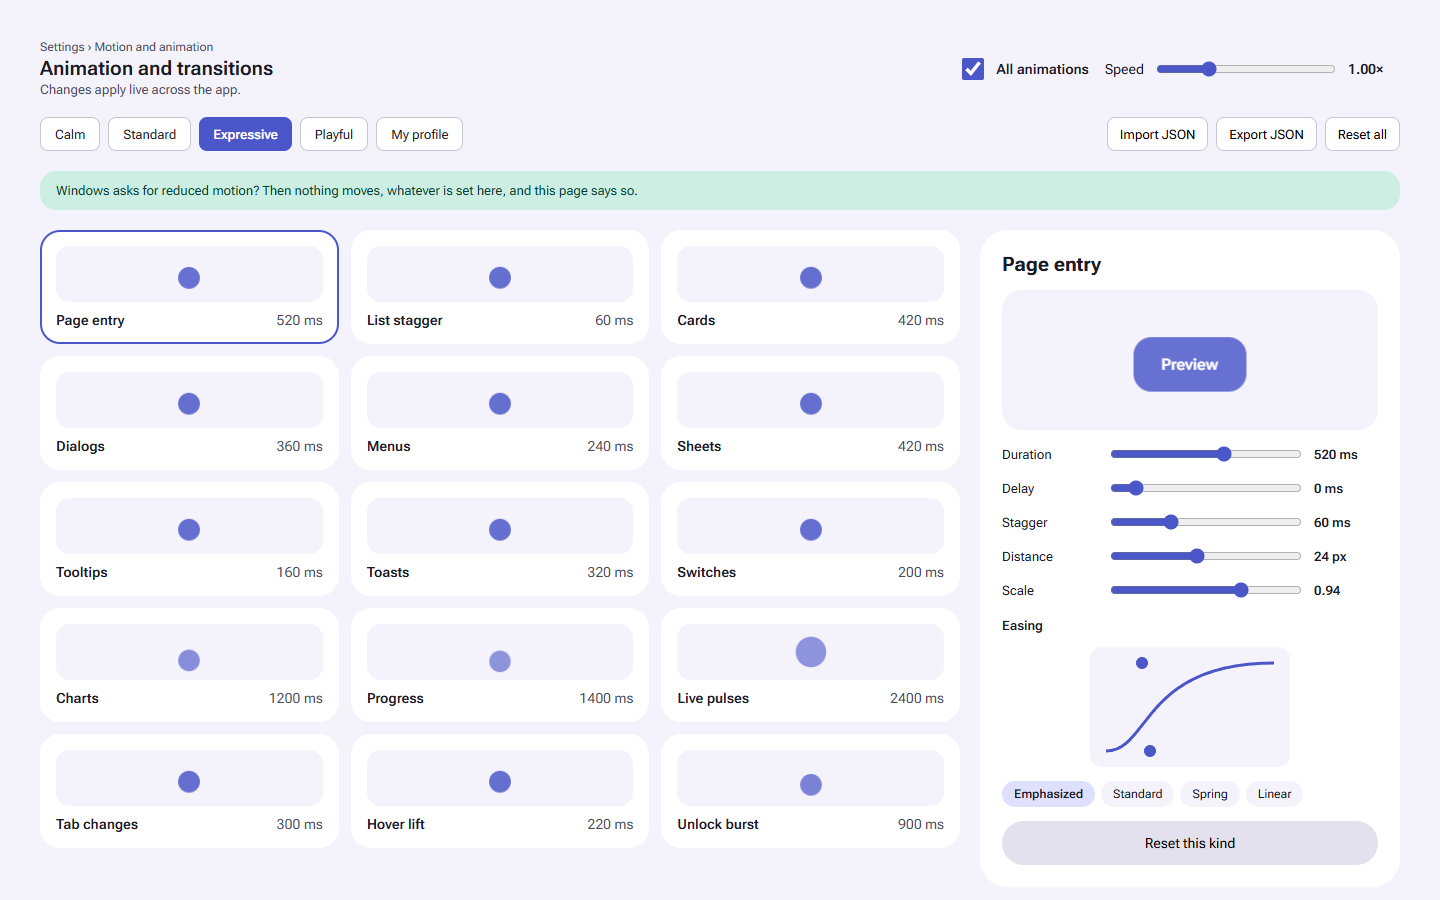 Settings › Motion and animation
Animation and transitions
Changes apply live across the app.
All animations
Speed
1.00×
Calm
Standard
Expressive
Playful
My profile
Import JSON
Export JSON
Reset all
Windows asks for reduced motion? Then nothing moves, whatever is set here, and this page says so.
Page entry 520 ms
List stagger 60 ms
Cards 420 ms
Dialogs 360 ms
Menus 240 ms
Sheets 420 ms
Tooltips 160 ms
Toasts 320 ms
Switches 200 ms
Charts 1200 ms
Progress 1400 ms
Live pulses 2400 ms
Tab changes 300 ms
Hover lift 220 ms
Unlock burst 900 ms
Page entry
Preview
Duration 520 ms
Delay 0 ms
Stagger 60 ms
Distance 24 px
Scale 0.94
Easing
Emphasized
Standard
Spring
Linear
Reset this kind